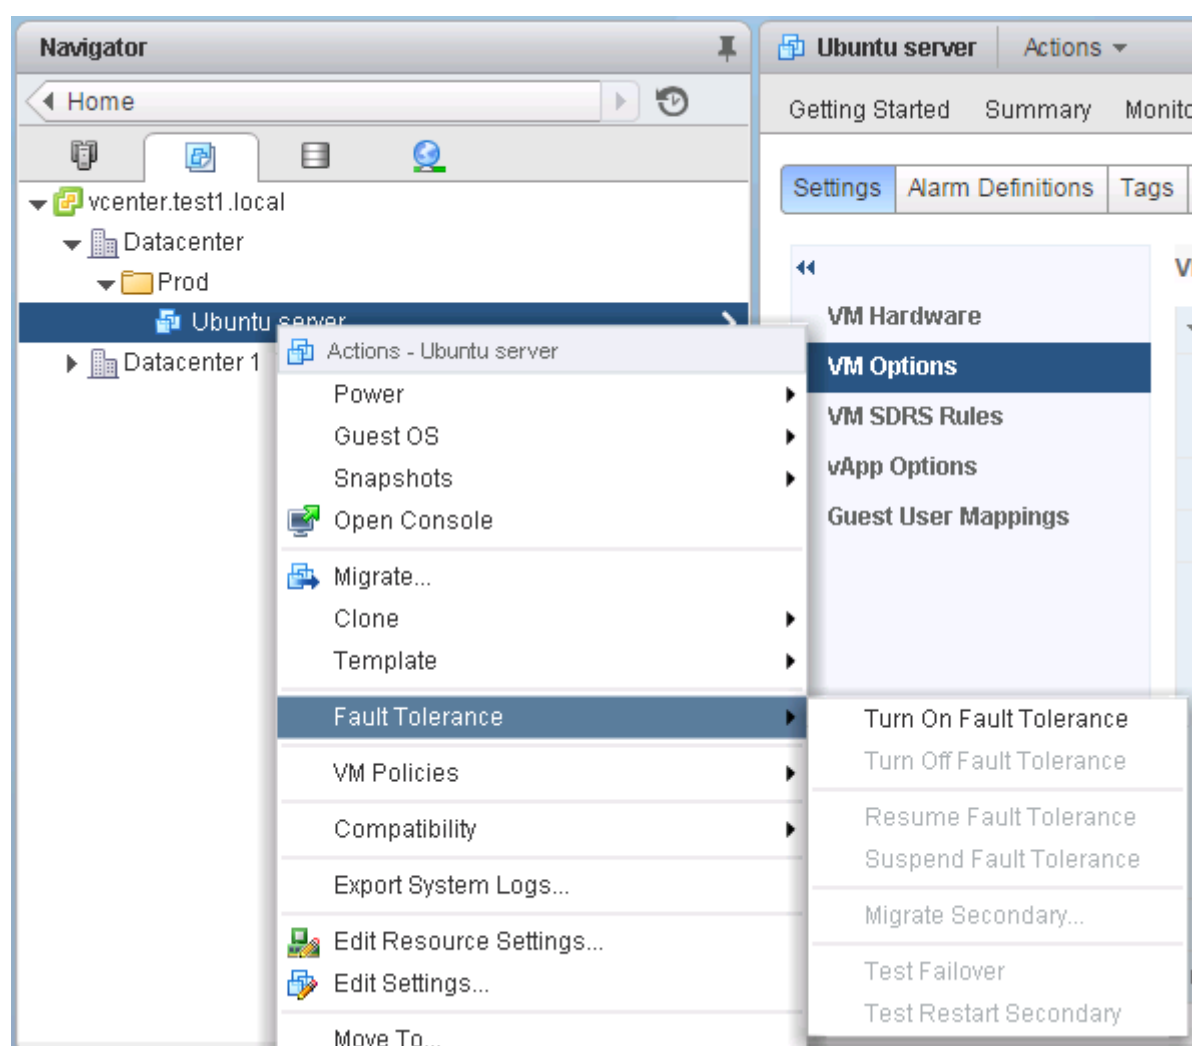 Navigator
Home
vcenter.test1.local
Datacenter
Prod
Ubuntu server
Datacenter 1
Actions - Ubuntu server
Power
Guest OS
Snapshots
Open Console
Migrate...
Clone
Template
Fault Tolerance
VM Policies
Compatibility
Export System Logs...
Edit Resource Settings...
Edit Settings...
Move To...
Turn On Fault Tolerance
Turn Off Fault Tolerance
Resume Fault Tolerance
Suspend Fault Tolerance
Migrate Secondary...
Test Failover
Test Restart Secondary
Ubuntu server Actions
Getting Started Summary
Settings Alarm Definitions Tags
VM Hardware
VM Options
VM SDRS Rules
vApp Options
Guest User Mappings